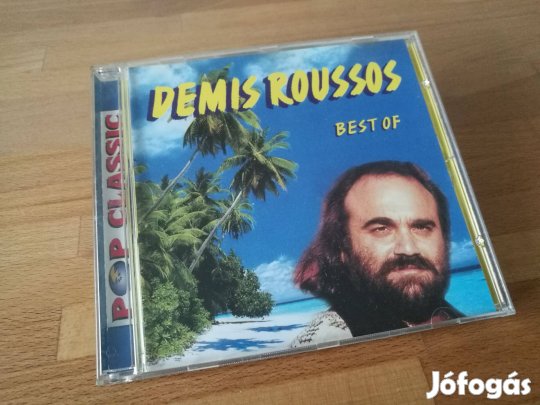 DEMIS ROUSSOS
BEST OF
POP CLASSIC
Jófogás